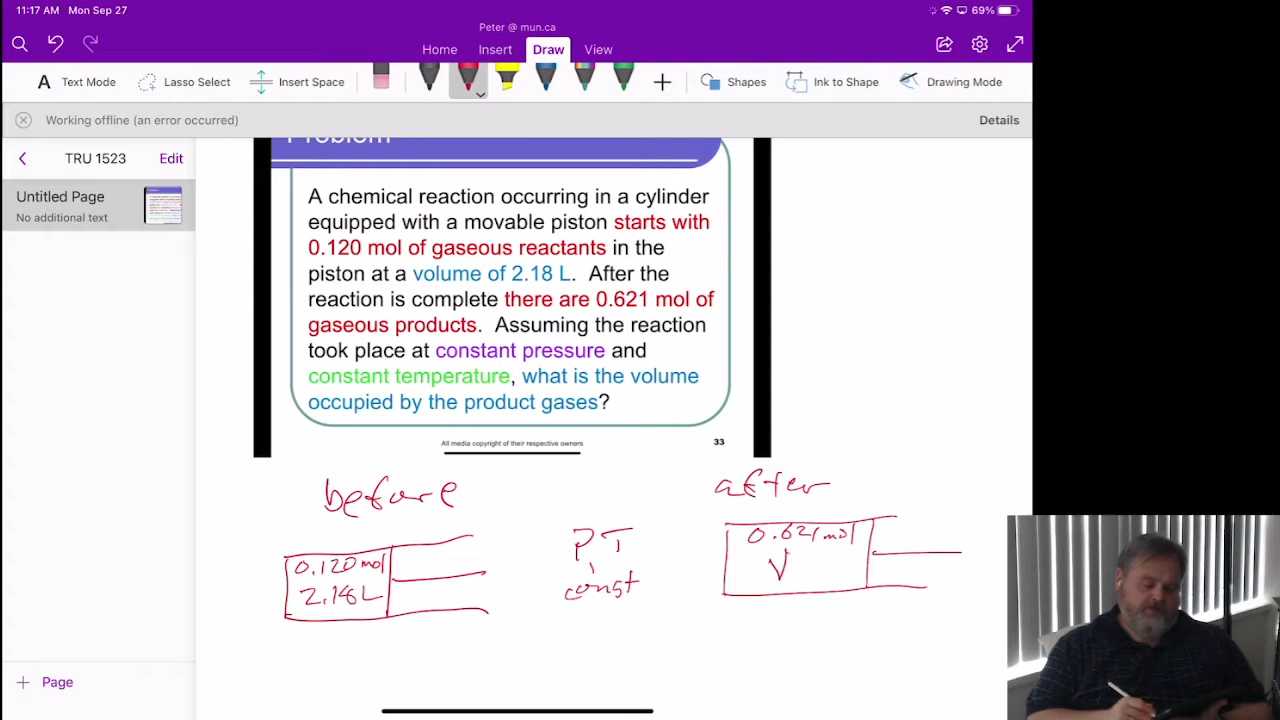 11:17 AM Mon Sep 27
69%
Peter @ mun.ca
Home Insert Draw View
A Text Mode Lasso Select Insert Space Shapes Ink to Shape Drawing Mode
Working offline (an error occurred) Details
TRU 1523 Edit
Untitled Page
No additional text
Problem
A chemical reaction occurring in a cylinder
equipped with a movable piston starts with
0.120 mol of gaseous reactants in the
piston at a volume of 2.18 L. After the
reaction is complete there are 0.621 mol of
gaseous products. Assuming the reaction
took place at constant pressure and
constant temperature, what is the volume
occupied by the product gases?
All media copyright of their respective owners
33
before
after
0.120 mol
2.18L
P T
const
0.621 mol
V
Page